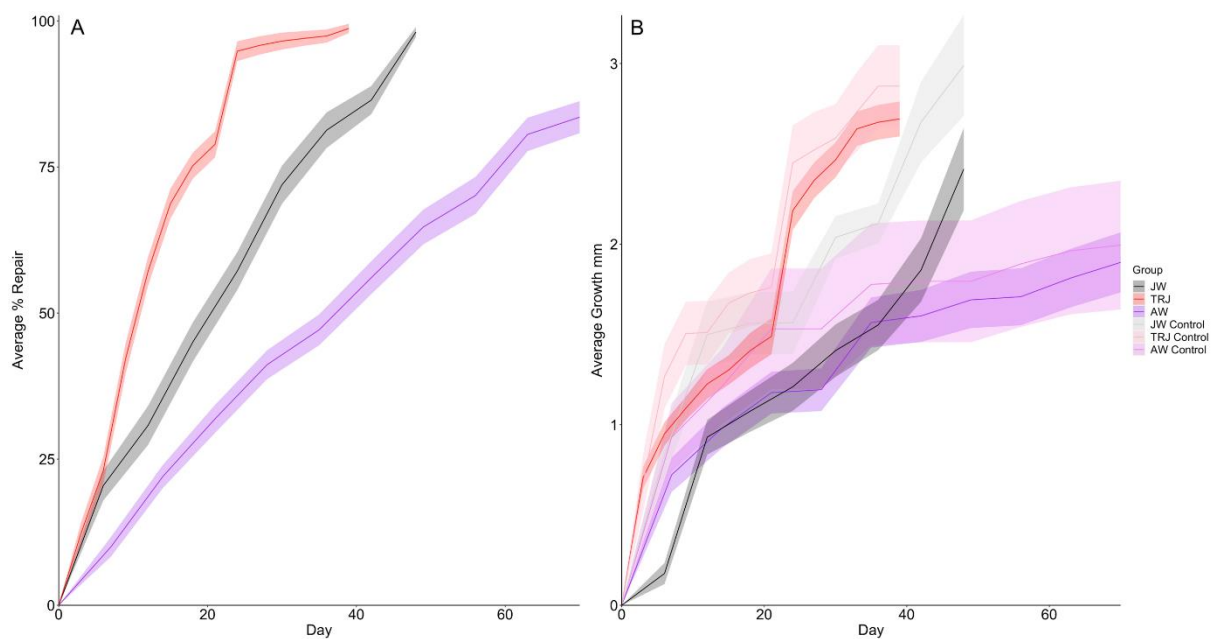 A
100
75
50
25
0
Average % Repair
0
20
40
60
Day
B
3
2
1
0
Average Growth mm
0
20
40
60
Day
Group
JW
TRJ
AW
JW Control
TRJ Control
AW Control